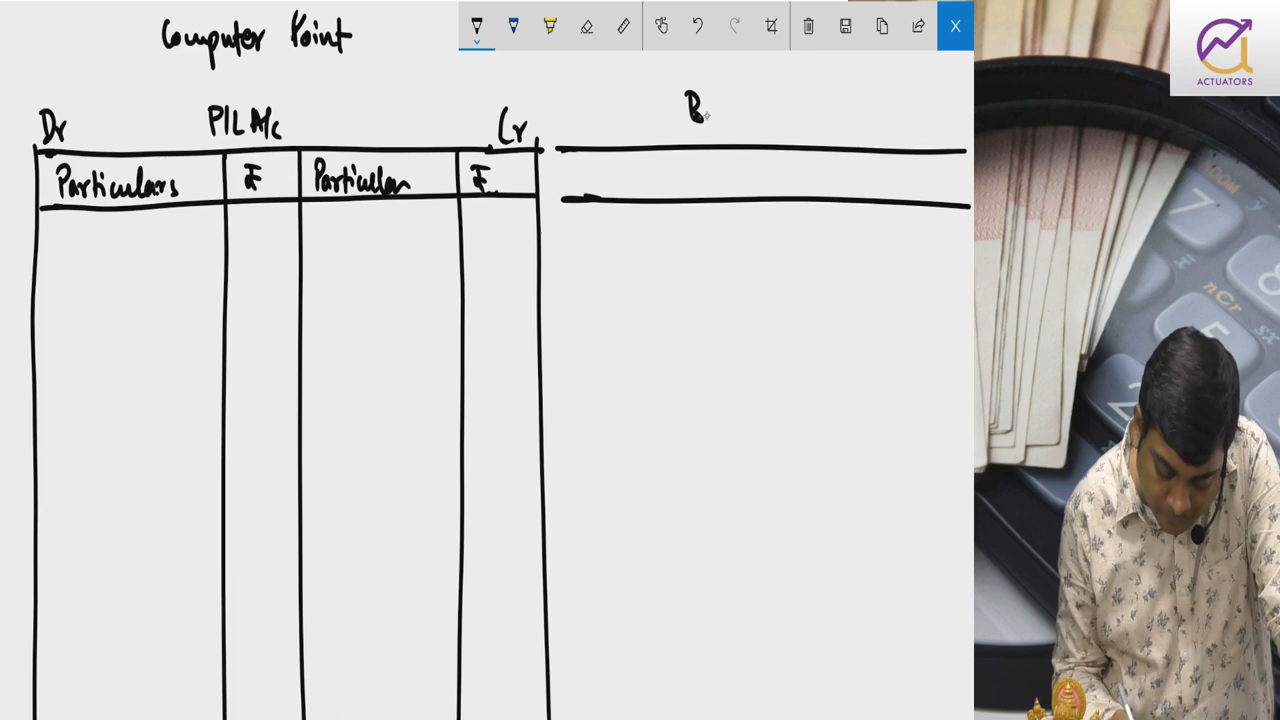 Computer Point
Dr P/L A/c Cr
B
Particulars ₹ Particular ₹
ACTUATORS